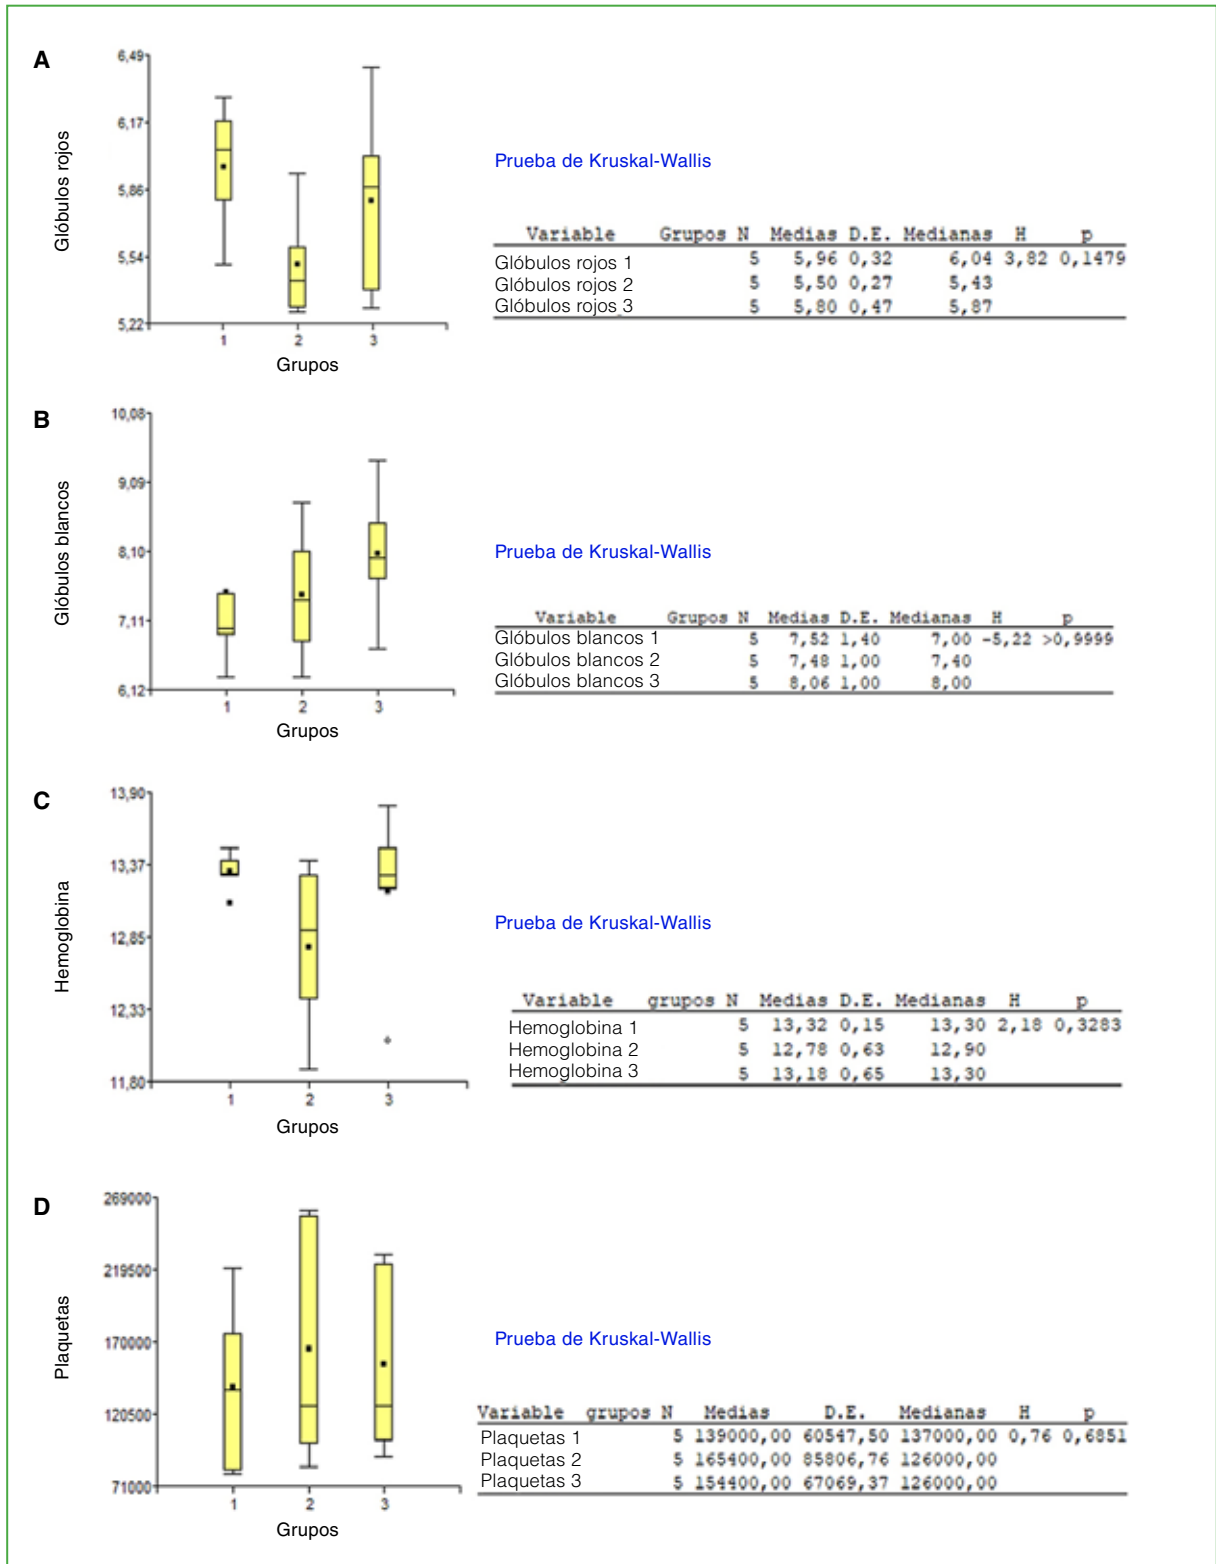 A
Glóbulos rojos
6,49
6,17
5,86
5,54
5,22
1 2 3
Grupos
Prueba de Kruskal-Wallis
Variable Grupos N Medias D.E. Medianas H p
Glóbulos rojos 1 5 5,96 0,32 6,04 3,82 0,1479
Glóbulos rojos 2 5 5,50 0,27 5,43
Glóbulos rojos 3 5 5,80 0,47 5,87
B
Glóbulos blancos
10,08
9,09
8,10
7,11
6,12
1 2 3
Grupos
Prueba de Kruskal-Wallis
Variable Grupos N Medias D.E. Medianas H p
Glóbulos blancos 1 5 7,52 1,40 7,00 -5,22 >0,9999
Glóbulos blancos 2 5 7,48 1,00 7,40
Glóbulos blancos 3 5 8,06 1,00 8,00
C
Hemoglobina
13,90
13,37
12,85
12,33
11,80
1 2 3
Grupos
Prueba de Kruskal-Wallis
Variable grupos N Medias D.E. Medianas H p
Hemoglobina 1 5 13,32 0,15 13,30 2,18 0,3283
Hemoglobina 2 5 12,78 0,63 12,90
Hemoglobina 3 5 13,18 0,65 13,30
D
Plaquetas
269000
219500
170000
120500
71000
1 2 3
Grupos
Prueba de Kruskal-Wallis
Variable grupos N Medias D.E. Medianas H p
Plaquetas 1 5 139000,00 60547,50 137000,00 0,76 0,6851
Plaquetas 2 5 165400,00 85806,76 126000,00
Plaquetas 3 5 154400,00 67069,37 126000,00